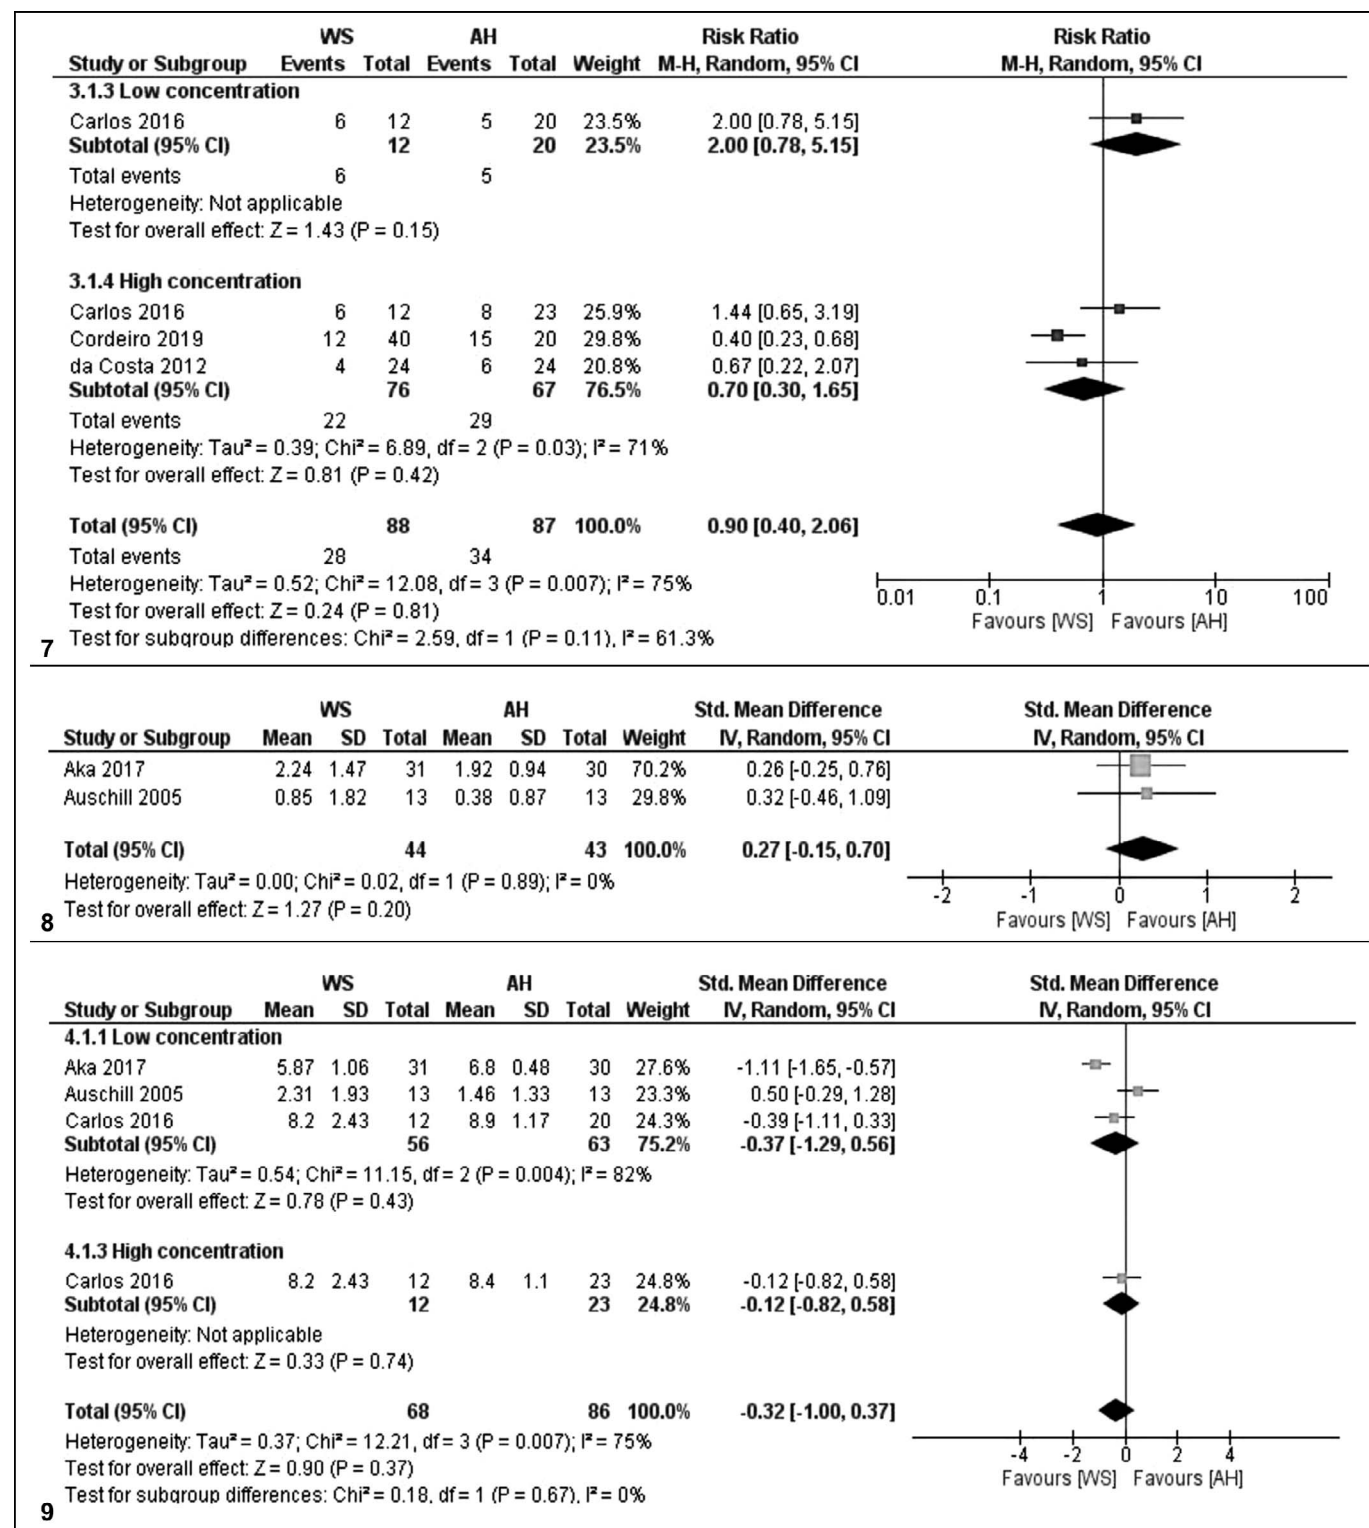 WS AH Risk Ratio Risk Ratio
Study or Subgroup Events Total Events Total Weight M-H, Random, 95% CI M-H, Random, 95% CI
3.1.3 Low concentration
Carlos 2016 6 12 5 20 23.5% 2.00 [0.78, 5.15]
Subtotal (95% CI) 12 20 23.5% 2.00 [0.78, 5.15]
Total events 6 5
Heterogeneity: Not applicable
Test for overall effect: Z = 1.43 (P = 0.15)
3.1.4 High concentration
Carlos 2016 6 12 8 23 25.9% 1.44 [0.65, 3.19]
Cordeiro 2019 12 40 15 20 29.8% 0.40 [0.23, 0.68]
da Costa 2012 4 24 6 24 20.8% 0.67 [0.22, 2.07]
Subtotal (95% CI) 76 67 76.5% 0.70 [0.30, 1.65]
Total events 22 29
Heterogeneity: Tau² = 0.39; Chi² = 6.89, df = 2 (P = 0.03); I² = 71%
Test for overall effect: Z = 0.81 (P = 0.42)
Total (95% CI) 88 87 100.0% 0.90 [0.40, 2.06]
Total events 28 34
Heterogeneity: Tau² = 0.52; Chi² = 12.08, df = 3 (P = 0.007); I² = 75%
Test for overall effect: Z = 0.24 (P = 0.81)
Test for subgroup differences: Chi² = 2.59, df = 1 (P = 0.11), I² = 61.3%
0.01 0.1 1 10 100
Favours [WS] Favours [AH]
7
WS AH Std. Mean Difference Std. Mean Difference
Study or Subgroup Mean SD Total Mean SD Total Weight IV, Random, 95% CI IV, Random, 95% CI
Aka 2017 2.24 1.47 31 1.92 0.94 30 70.2% 0.26 [-0.25, 0.76]
Auschill 2005 0.85 1.82 13 0.38 0.87 13 29.8% 0.32 [-0.46, 1.09]
Total (95% CI) 44 43 100.0% 0.27 [-0.15, 0.70]
Heterogeneity: Tau² = 0.00; Chi² = 0.02, df = 1 (P = 0.89); I² = 0%
Test for overall effect: Z = 1.27 (P = 0.20)
-2 -1 0 1 2
Favours [WS] Favours [AH]
8
WS AH Std. Mean Difference Std. Mean Difference
Study or Subgroup Mean SD Total Mean SD Total Weight IV, Random, 95% CI IV, Random, 95% CI
4.1.1 Low concentration
Aka 2017 5.87 1.06 31 6.8 0.48 30 27.6% -1.11 [-1.65, -0.57]
Auschill 2005 2.31 1.93 13 1.46 1.33 13 23.3% 0.50 [-0.29, 1.28]
Carlos 2016 8.2 2.43 12 8.9 1.17 20 24.3% -0.39 [-1.11, 0.33]
Subtotal (95% CI) 56 63 75.2% -0.37 [-1.29, 0.56]
Heterogeneity: Tau² = 0.54; Chi² = 11.15, df = 2 (P = 0.004); I² = 82%
Test for overall effect: Z = 0.78 (P = 0.43)
4.1.3 High concentration
Carlos 2016 8.2 2.43 12 8.4 1.1 23 24.8% -0.12 [-0.82, 0.58]
Subtotal (95% CI) 12 23 24.8% -0.12 [-0.82, 0.58]
Heterogeneity: Not applicable
Test for overall effect: Z = 0.33 (P = 0.74)
Total (95% CI) 68 86 100.0% -0.32 [-1.00, 0.37]
Heterogeneity: Tau² = 0.37; Chi² = 12.21, df = 3 (P = 0.007); I² = 75%
Test for overall effect: Z = 0.90 (P = 0.37)
Test for subgroup differences: Chi² = 0.18, df = 1 (P = 0.67), I² = 0%
-4 -2 0 2 4
Favours [WS] Favours [AH]
9